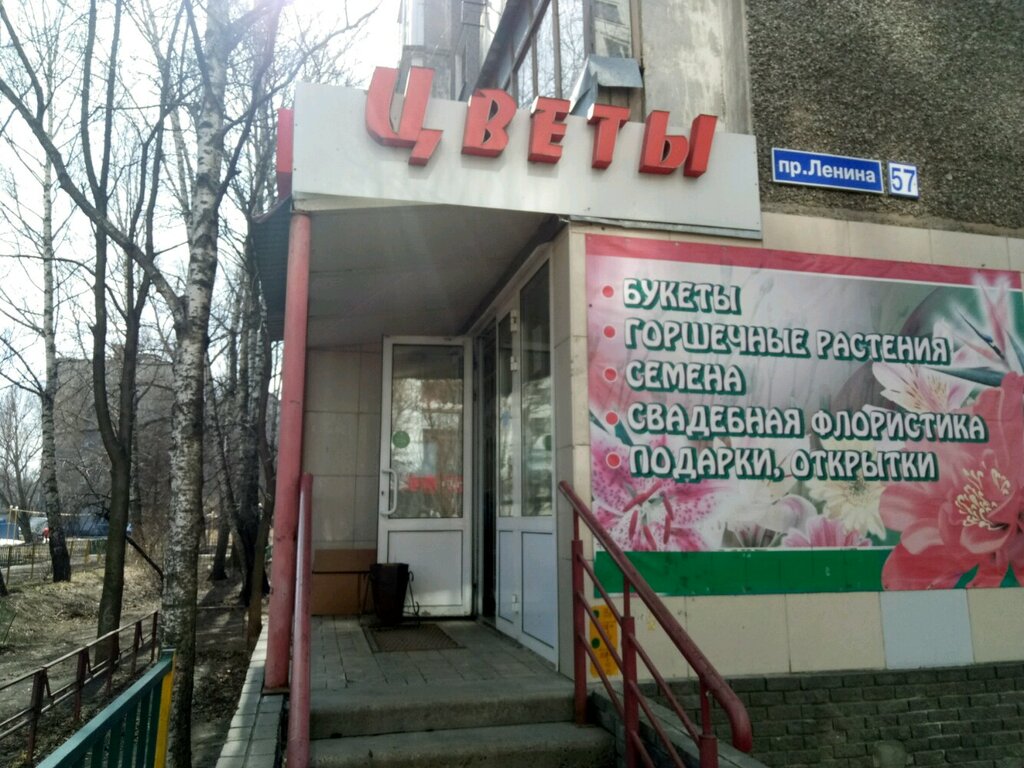 Цветы
пр.Ленина 57
БУКЕТЫ
ГОРШЕЧНЫЕ РАСТЕНИЯ
СЕМЕНА
СВАДЕБНАЯ ФЛОРИСТИКА
ПОДАРКИ, ОТКРЫТКИ